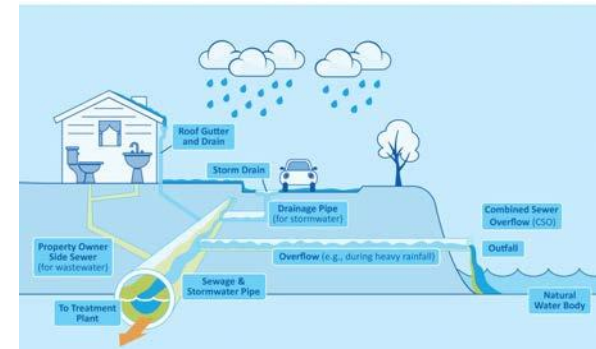 Roof Gutter
and Drain
Storm Drain
Drainage Pipe
(for stormwater)
Combined Sewer
Overflow (CSO)
Property Owner
Side Sewer
(for wastewater)
Overflow (e.g., during heavy rainfall)
Outfall
Sewage &
Stormwater Pipe
Natural
Water Body
To Treatment
Plant